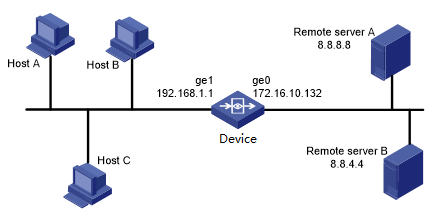 Host A
Host B
Host C
ge1
192.168.1.1
ge0
172.16.10.132
Device
Remote server A
8.8.8.8
Remote server B
8.8.4.4